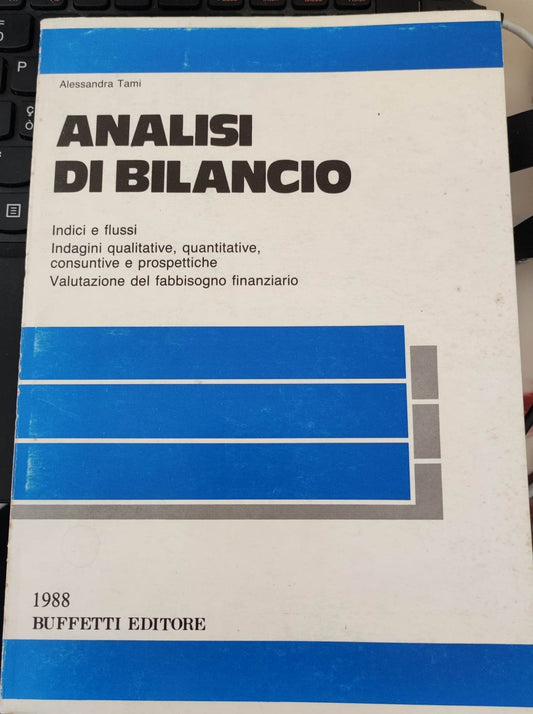 Alessandra Tami
ANALISI
DI BILANCIO
Indici e flussi
Indagini qualitative, quantitative,
consuntive e prospettiche
Valutazione del fabbisogno finanziario
1988
BUFFETTI EDITORE
P